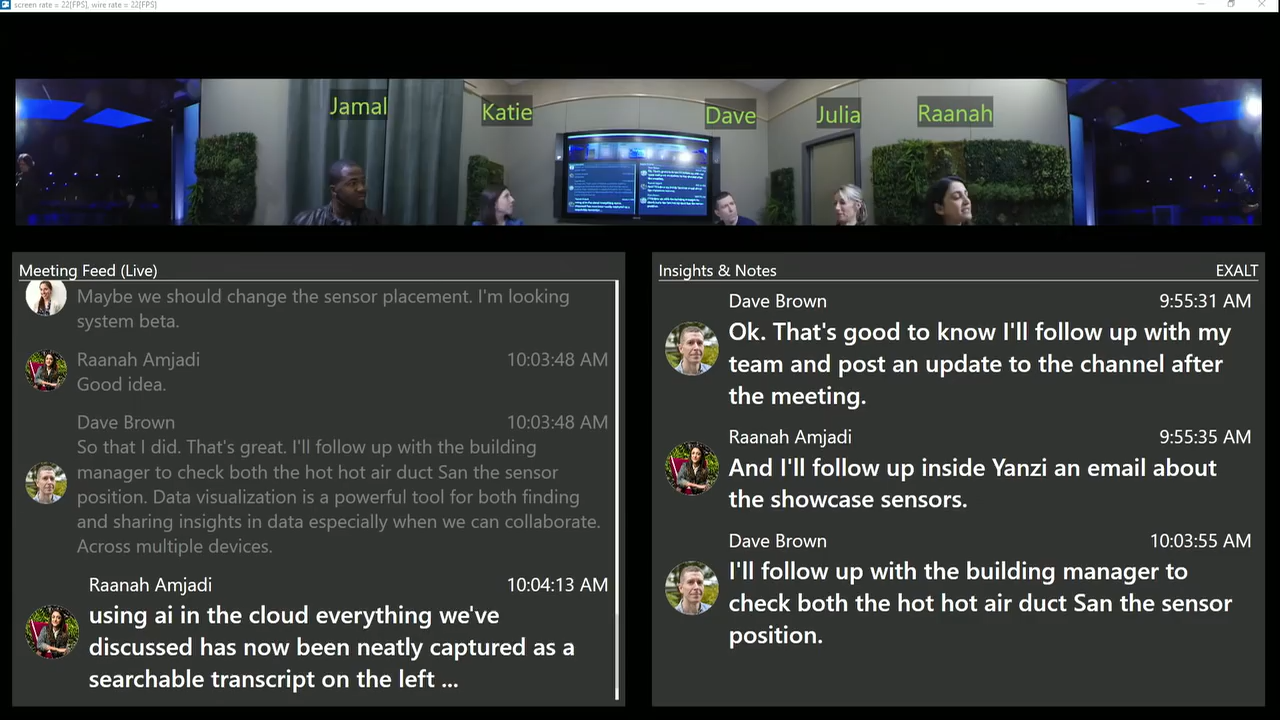 screen rate = 22[FPS], wire rate = 22[FPS]
Jamal
Katie
Dave
Julia
Raanah
Meeting Feed (Live)
Maybe we should change the sensor placement. I'm looking
system beta.
Raanah Amjadi 10:03:48 AM
Good idea.
Dave Brown 10:03:48 AM
So that I did. That's great. I'll follow up with the building
manager to check both the hot hot air duct San the sensor
position. Data visualization is a powerful tool for both finding
and sharing insights in data especially when we can collaborate.
Across multiple devices.
Raanah Amjadi 10:04:13 AM
using ai in the cloud everything we've
discussed has now been neatly captured as a
searchable transcript on the left ...
Insights & Notes EXALT
Dave Brown 9:55:31 AM
Ok. That's good to know I'll follow up with my
team and post an update to the channel after
the meeting.
Raanah Amjadi 9:55:35 AM
And I'll follow up inside Yanzi an email about
the showcase sensors.
Dave Brown 10:03:55 AM
I'll follow up with the building manager to
check both the hot hot air duct San the sensor
position.